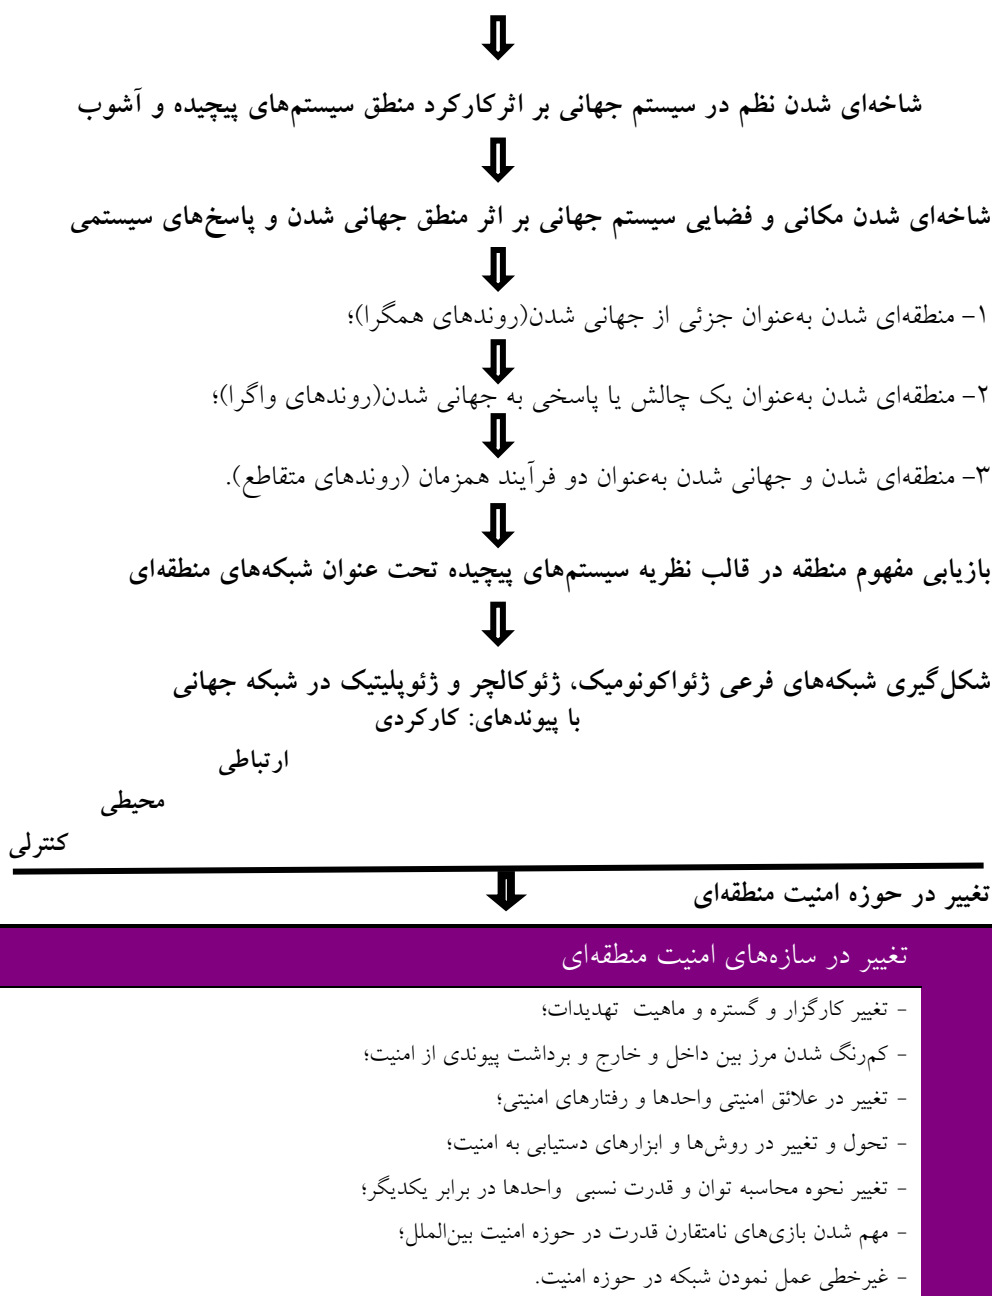 شاخه‌ای شدن نظم در سیستم جهانی بر اثرکارکرد منطق سیستم‌های پیچیده و آشوب
شاخه‌ای شدن مکانی و فضایی سیستم جهانی بر اثر منطق جهانی شدن و پاسخ‌های سیستمی
۱- منطقه‌ای شدن به‌عنوان جزئی از جهانی شدن(روندهای همگرا)؛
۲- منطقه‌ای شدن به‌عنوان یک چالش یا پاسخی به جهانی شدن(روندهای واگرا)؛
۳- منطقه‌ای شدن و جهانی شدن به‌عنوان دو فرآیند همزمان (روندهای متقاطع).
بازیابی مفهوم منطقه در قالب نظریه سیستم‌های پیچیده تحت عنوان شبکه‌های منطقه‌ای
شکل‌گیری شبکه‌های فرعی ژئواکونومیک، ژئوکالچر و ژئوپلیتیک در شبکه جهانی
با پیوندهای: کارکردی
ارتباطی
محیطی
کنترلی
تغییر در حوزه امنیت منطقه‌ای
تغییر در سازه‌های امنیت منطقه‌ای
- تغییر کارگزار و گستره و ماهیت تهدیدات؛
- کم‌رنگ شدن مرز بین داخل و خارج و برداشت پیوندی از امنیت؛
- تغییر در علائق امنیتی واحدها و رفتارهای امنیتی؛
- تحول و تغییر در روش‌ها و ابزارهای دستیابی به امنیت؛
- تغییر نحوه محاسبه توان و قدرت نسبی واحدها در برابر یکدیگر؛
- مهم شدن بازی‌های نامتقارن قدرت در حوزه امنیت بین‌الملل؛
- غیرخطی عمل نمودن شبکه در حوزه امنیت.